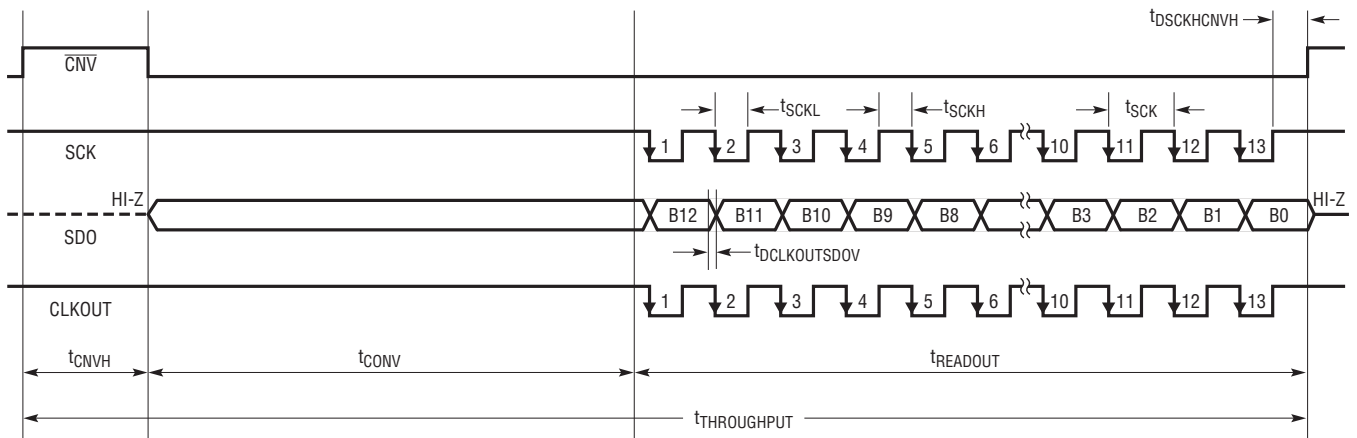 tDSCKHCNVH
CNV
tSCKL tSCKH tSCK
SCK 1 2 3 4 5 6 10 11 12 13
HI-Z B12 B11 B10 B9 B8 B3 B2 B1 B0 HI-Z
SDO
tDCLKOUTSDOV
CLKOUT 1 2 3 4 5 6 10 11 12 13
tCNVH tCONV tREADOUT
tTHROUGHPUT